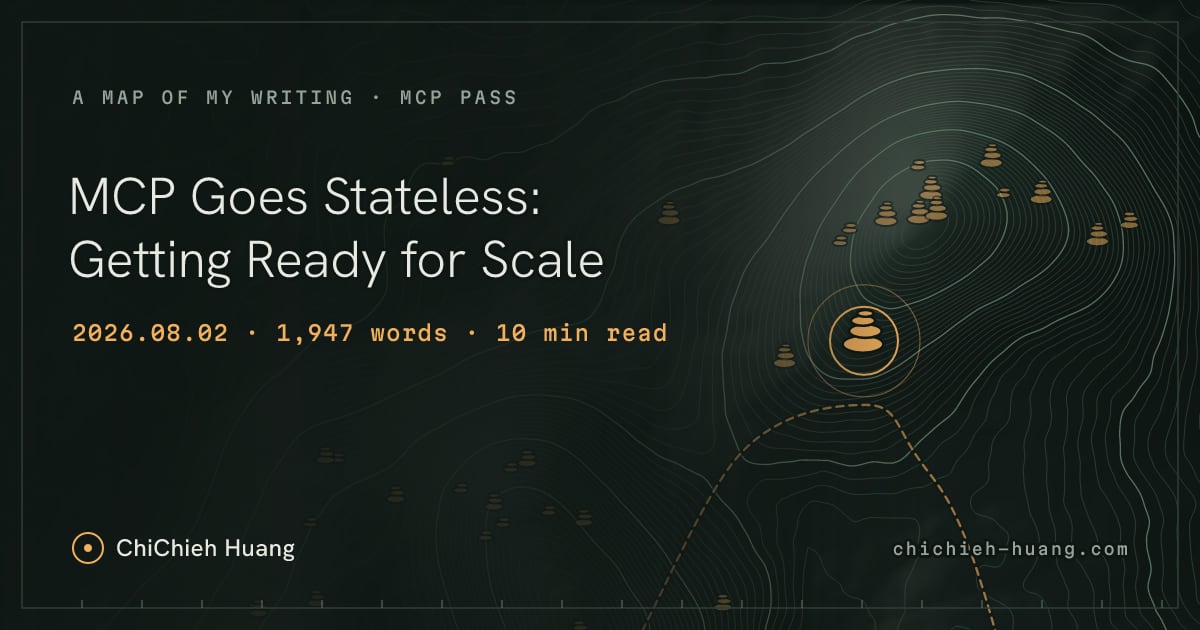 A MAP OF MY WRITING · MCP PASS
MCP Goes Stateless:
Getting Ready for Scale
2026.08.02 · 1,947 words · 10 min read
ChiChieh Huang
chichieh-huang.com